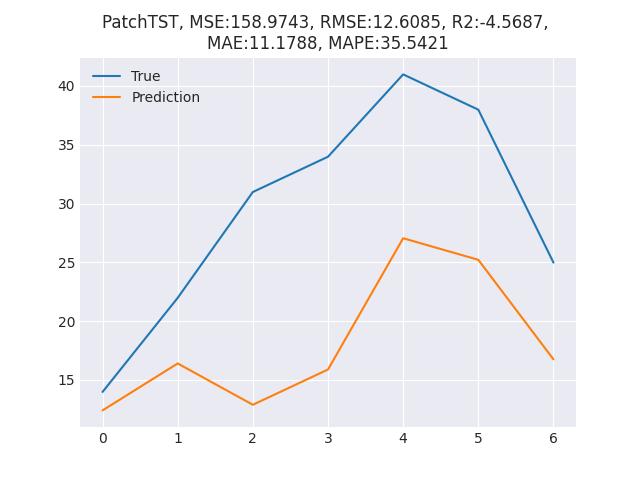 PatchTST, MSE:158.9743, RMSE:12.6085, R2:-4.5687,
MAE:11.1788, MAPE:35.5421
True
Prediction
40
35
30
25
20
15
0 1 2 3 4 5 6